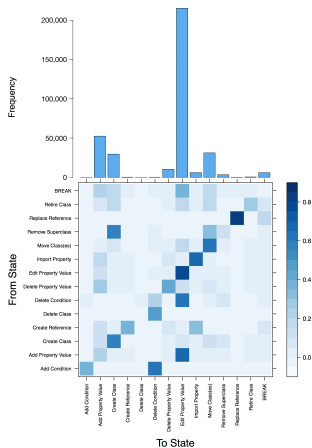 200,000
150,000
100,000
50,000
0
Frequency
BREAK
Retire Class
Replace Reference
Remove Superclass
Move Class(es)
Import Property
Edit Property Value
Delete Property Value
Delete Condition
Delete Class
Create Reference
Create Class
Add Property Value
Add Condition
From State
0.8
0.6
0.4
0.2
0.0
Add Condition
Add Property Value
Create Class
Create Reference
Delete Class
Delete Condition
Delete Property Value
Edit Property Value
Import Property
Move Class(es)
Remove Superclass
Replace Reference
Retire Class
BREAK
To State